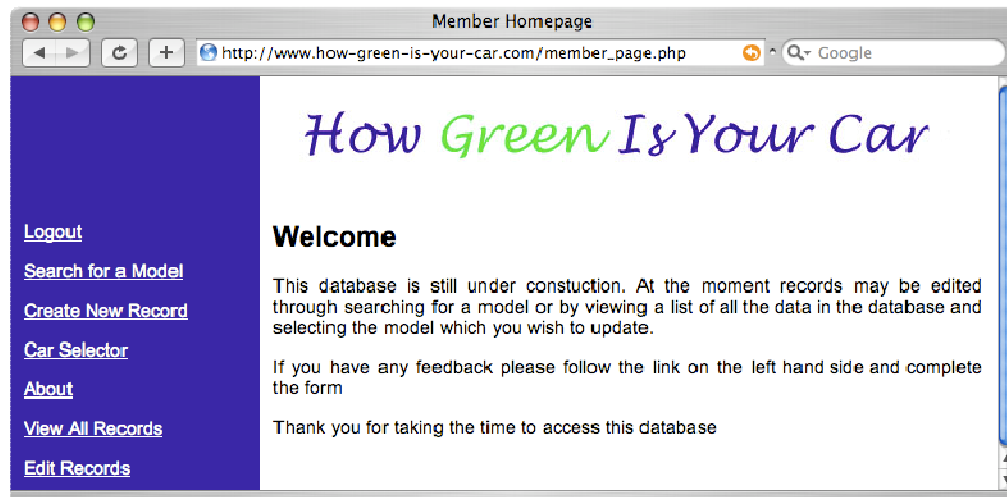 Member Homepage
http://www.how-green-is-your-car.com/member_page.php
Google
How Green Is Your Car
Logout
Search for a Model
Create New Record
Car Selector
About
View All Records
Edit Records
Welcome
This database is still under constuction. At the moment records may be edited
through searching for a model or by viewing a list of all the data in the database and
selecting the model which you wish to update.
If you have any feedback please follow the link on the left hand side and complete
the form
Thank you for taking the time to access this database